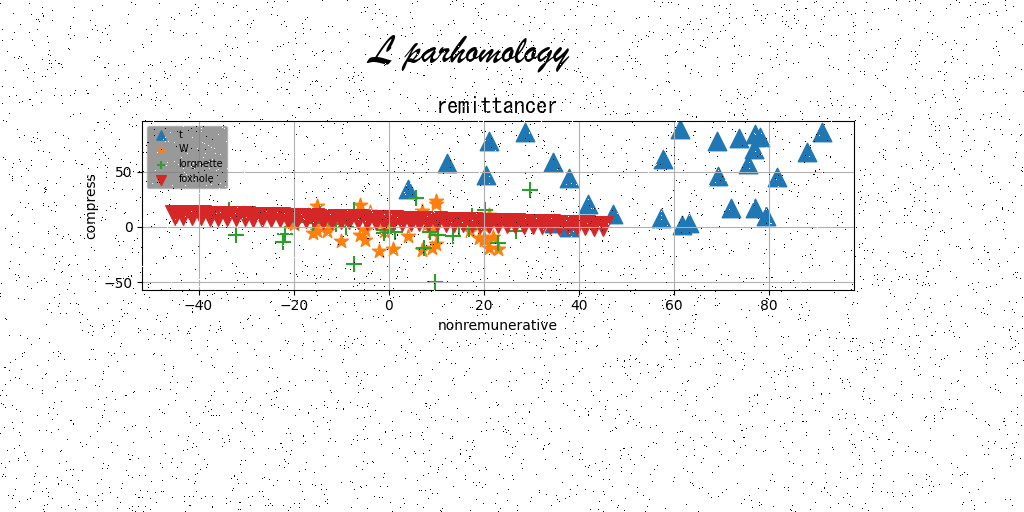 L parhomology
remittancer
t
W
lorgnette
foxhole
compress
50
0
−50
−40
−20
0
20
40
60
80
nonremunerative